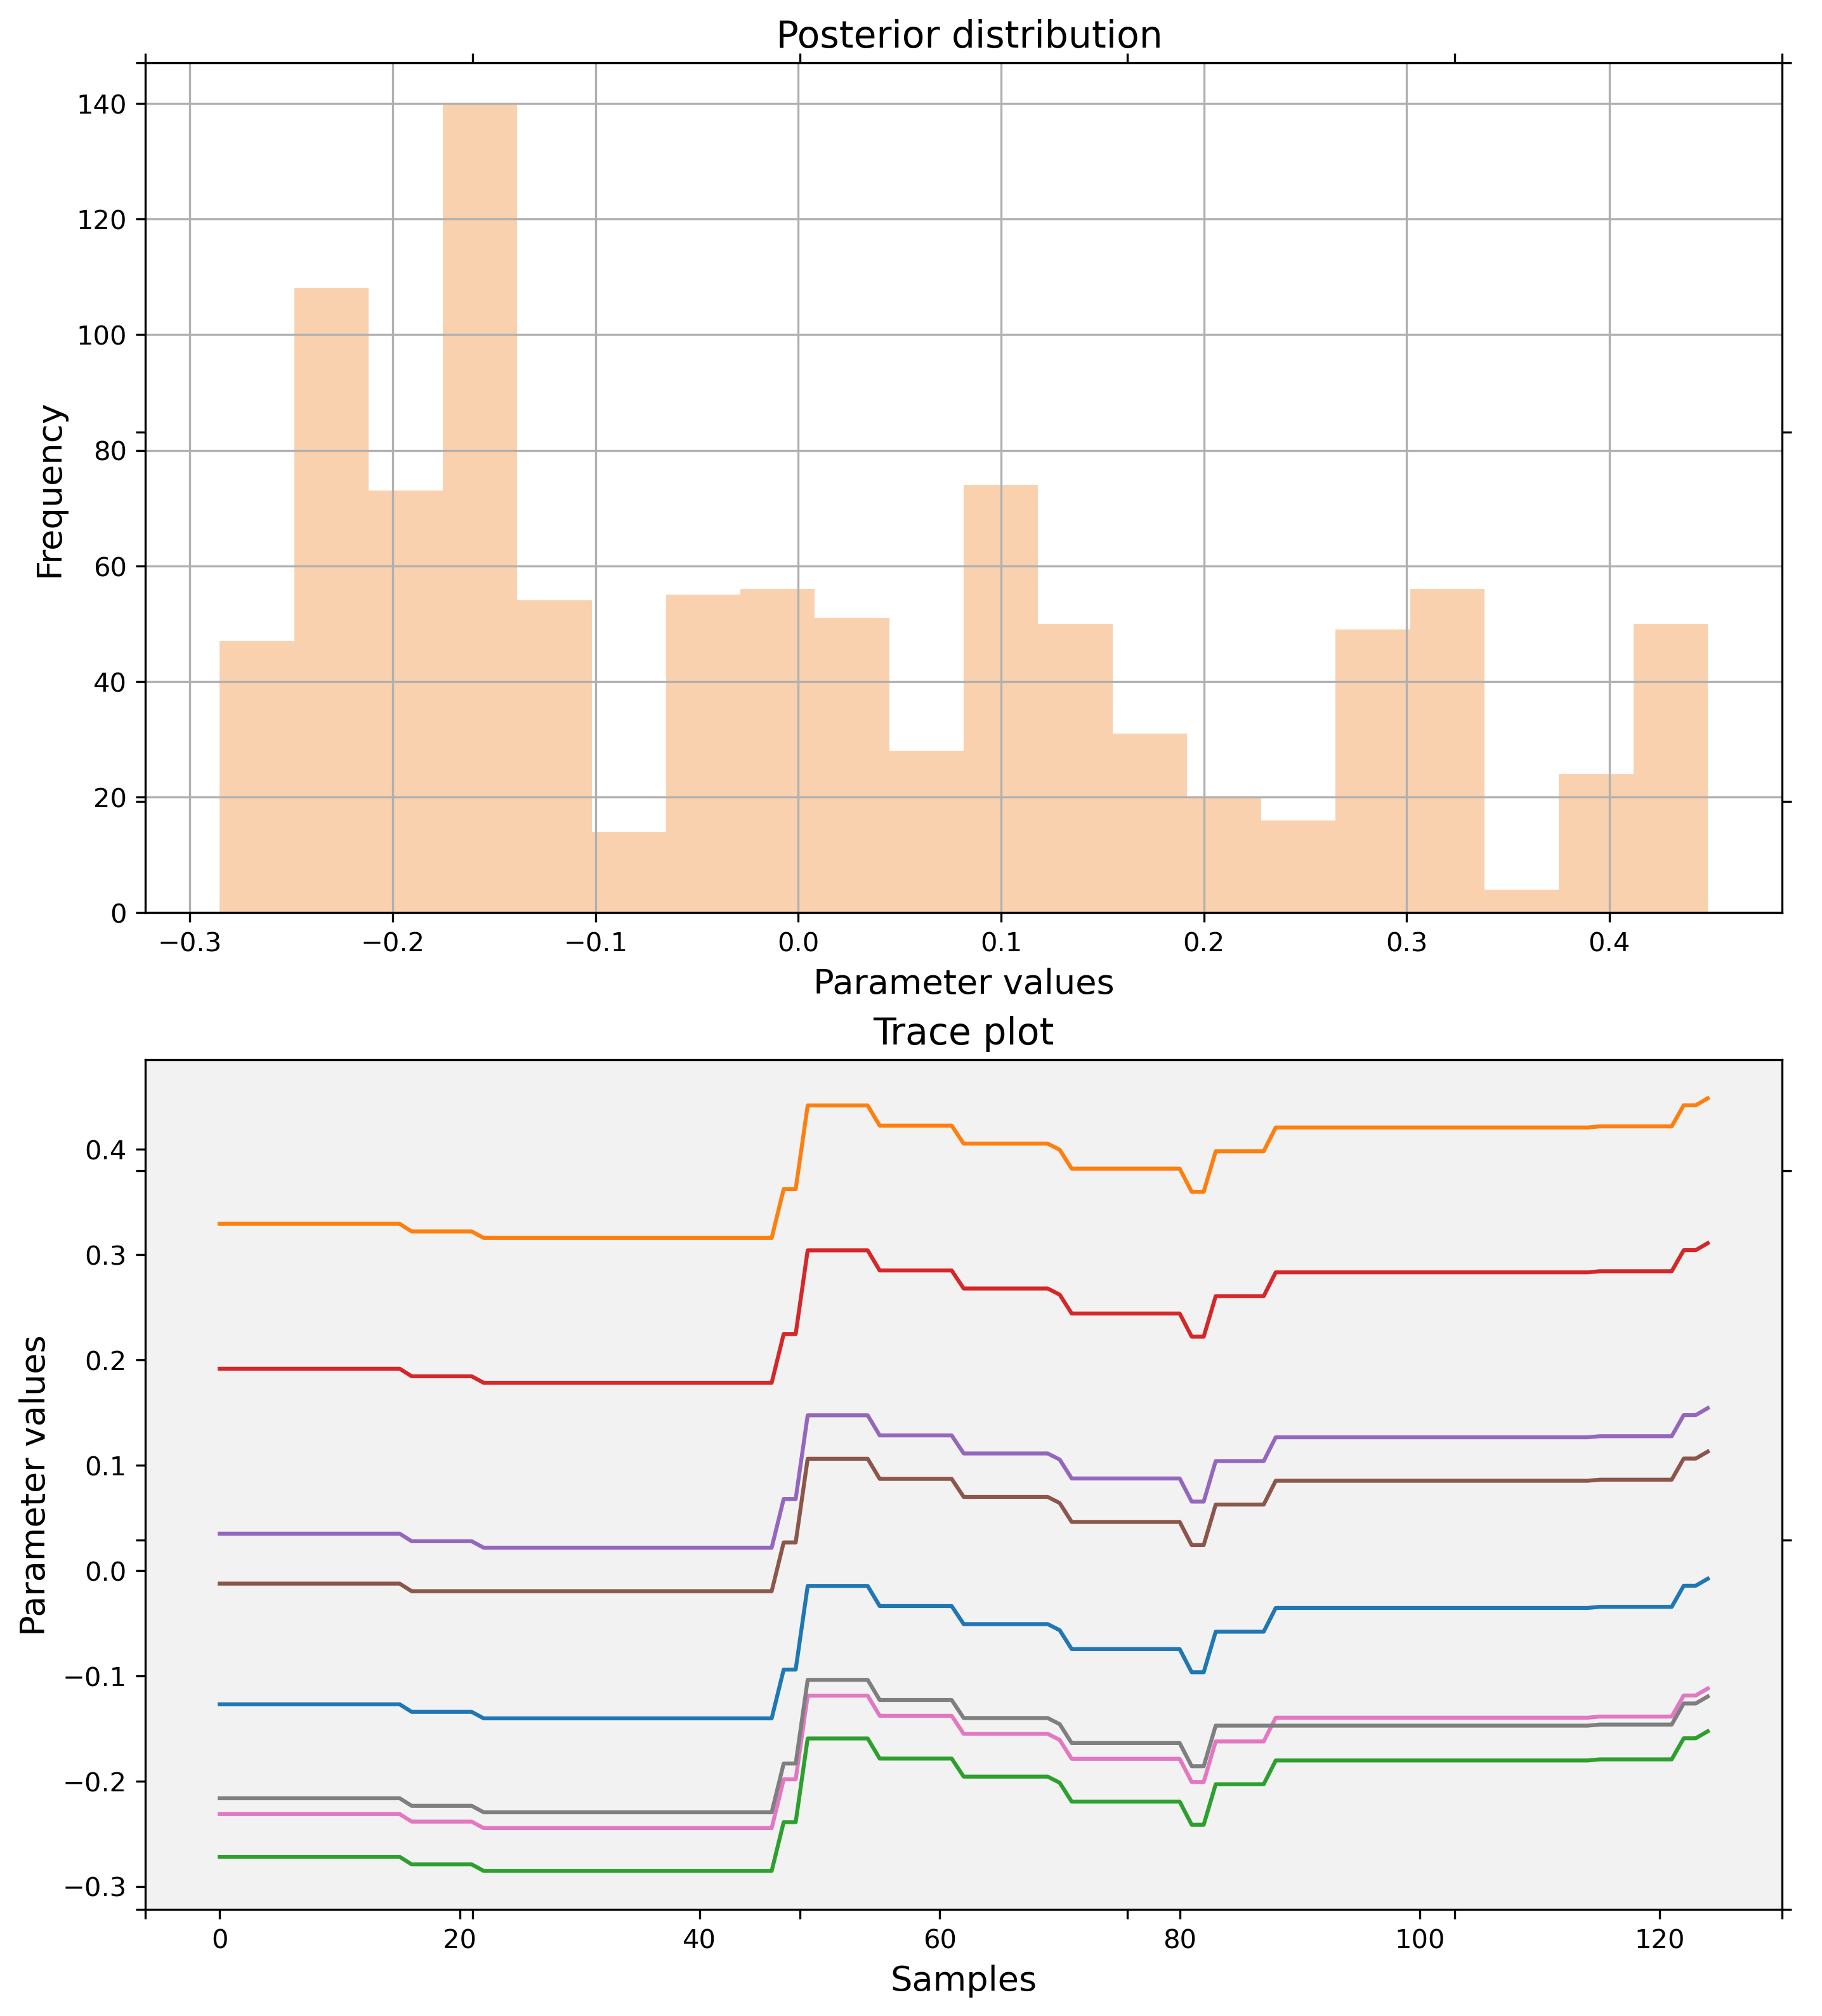 Posterior distribution
140
120
100
80
60
40
20
0
Frequency
−0.3 −0.2 −0.1 0.0 0.1 0.2 0.3 0.4
Parameter values
Trace plot
0.4
0.3
0.2
0.1
0.0
−0.1
−0.2
−0.3
Parameter values
0 20 40 60 80 100 120
Samples